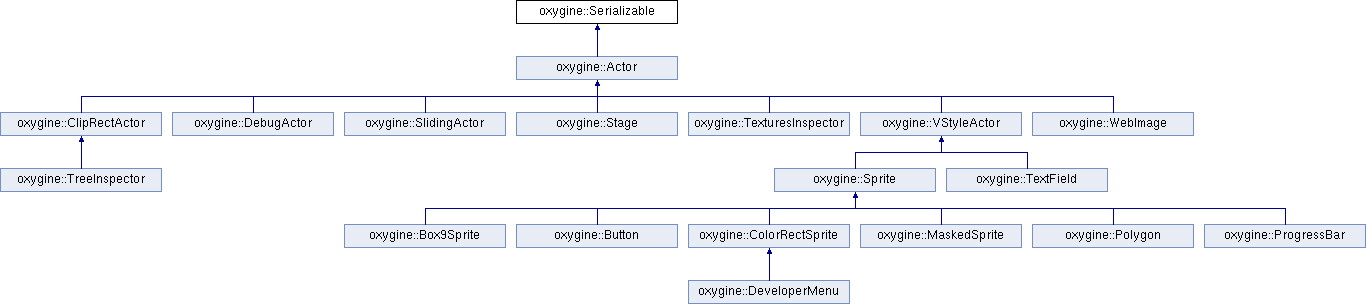 oxygine::Serializable
oxygine::Actor
oxygine::ClipRectActor
oxygine::DebugActor
oxygine::SlidingActor
oxygine::Stage
oxygine::TexturesInspector
oxygine::VStyleActor
oxygine::WebImage
oxygine::TreeInspector
oxygine::Sprite
oxygine::TextField
oxygine::Box9Sprite
oxygine::Button
oxygine::ColorRectSprite
oxygine::MaskedSprite
oxygine::Polygon
oxygine::ProgressBar
oxygine::DeveloperMenu